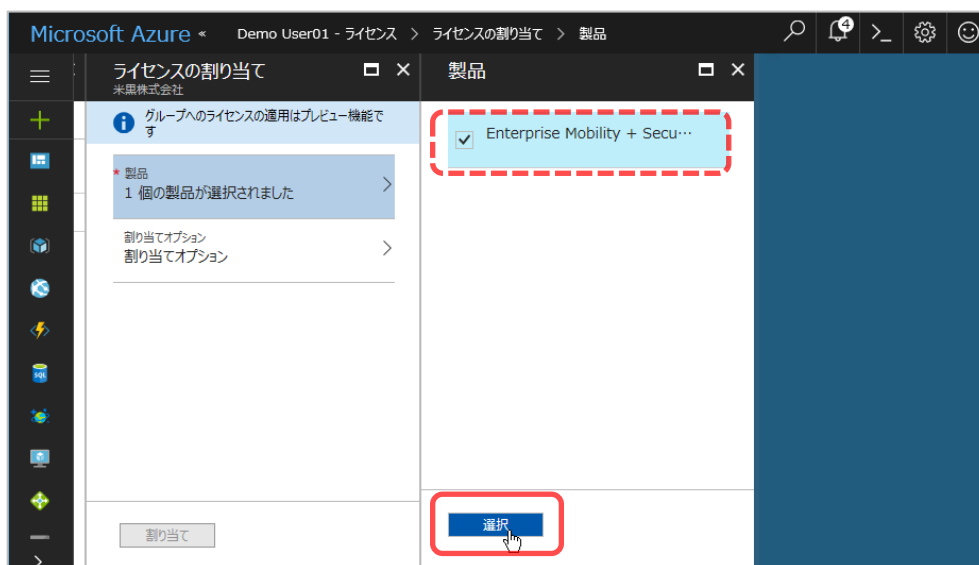 Microsoft Azure « Demo User01 - ライセンス > ライセンスの割り当て > 製品
4
>_
ライセンスの割り当て
米黒株式会社
グループへのライセンスの適用はプレビュー機能で
す
* 製品
1 個の製品が選択されました
割り当てオプション
割り当てオプション
割り当て
製品
Enterprise Mobility + Secu…
選択
SQL